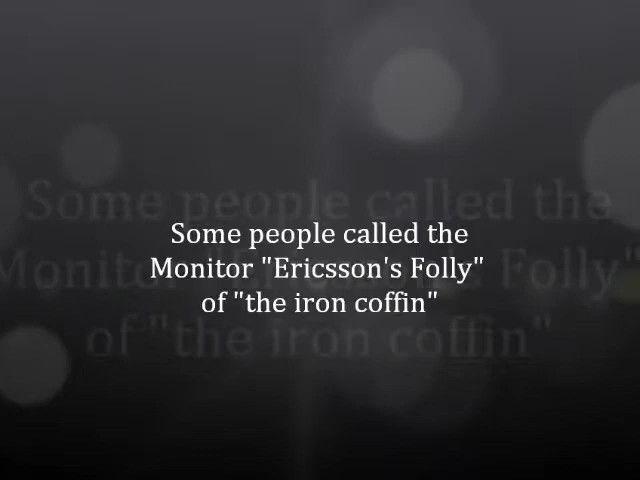 Some people called the
Monitor "Ericsson's Folly"
of "the iron coffin"